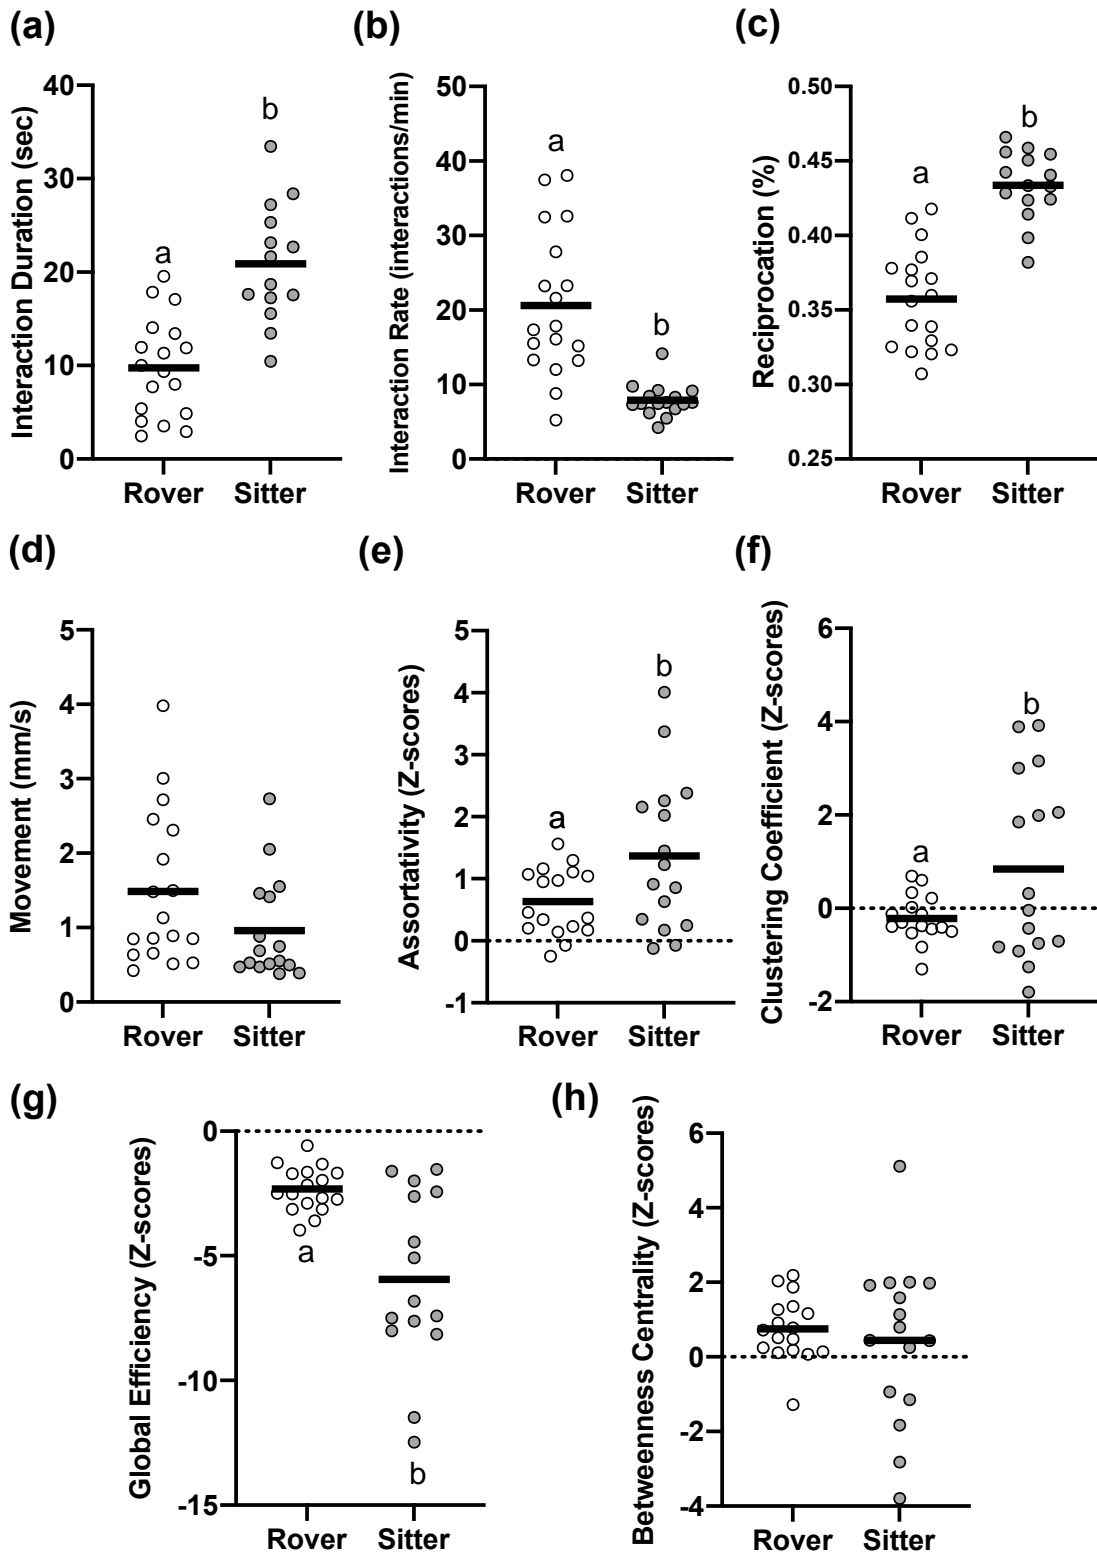 (a)
Interaction Duration (sec)
40
30
20
10
0
a
b
Rover
Sitter
(b)
Interaction Rate (interactions/min)
50
40
30
20
10
0
a
b
Rover
Sitter
(c)
Reciprocation (%)
0.50
0.45
0.40
0.35
0.30
0.25
a
b
Rover
Sitter
(d)
Movement (mm/s)
5
4
3
2
1
0
Rover
Sitter
(e)
Assortativity (Z-scores)
5
4
3
2
1
0
-1
a
b
Rover
Sitter
(f)
Clustering Coefficient (Z-scores)
6
4
2
0
-2
a
b
Rover
Sitter
(g)
Global Efficiency (Z-scores)
0
-5
-10
-15
a
b
Rover
Sitter
(h)
Betweenness Centrality (Z-scores)
6
4
2
0
-2
-4
Rover
Sitter